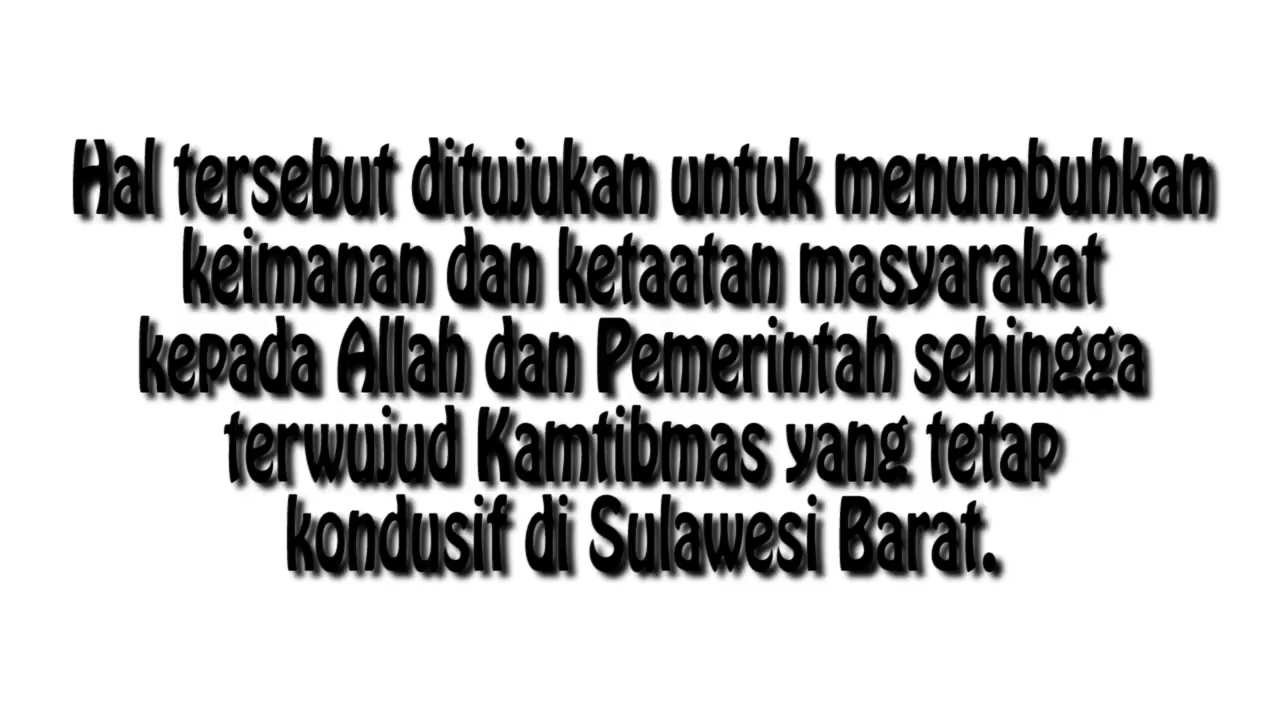 Hal tersebut ditujukan untuk menumbuhkan
keimanan dan ketaatan masyarakat
kepada Allah dan Pemerintah sehingga
terwujud Kamtibmas yang tetap
kondusif di Sulawesi Barat.